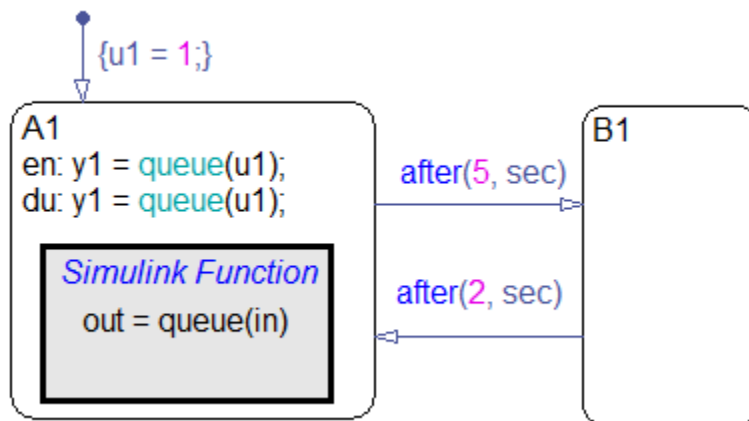 {u1 = 1;}
A1
en: y1 = queue(u1);
du: y1 = queue(u1);
Simulink Function
out = queue(in)
after(5, sec)
after(2, sec)
B1